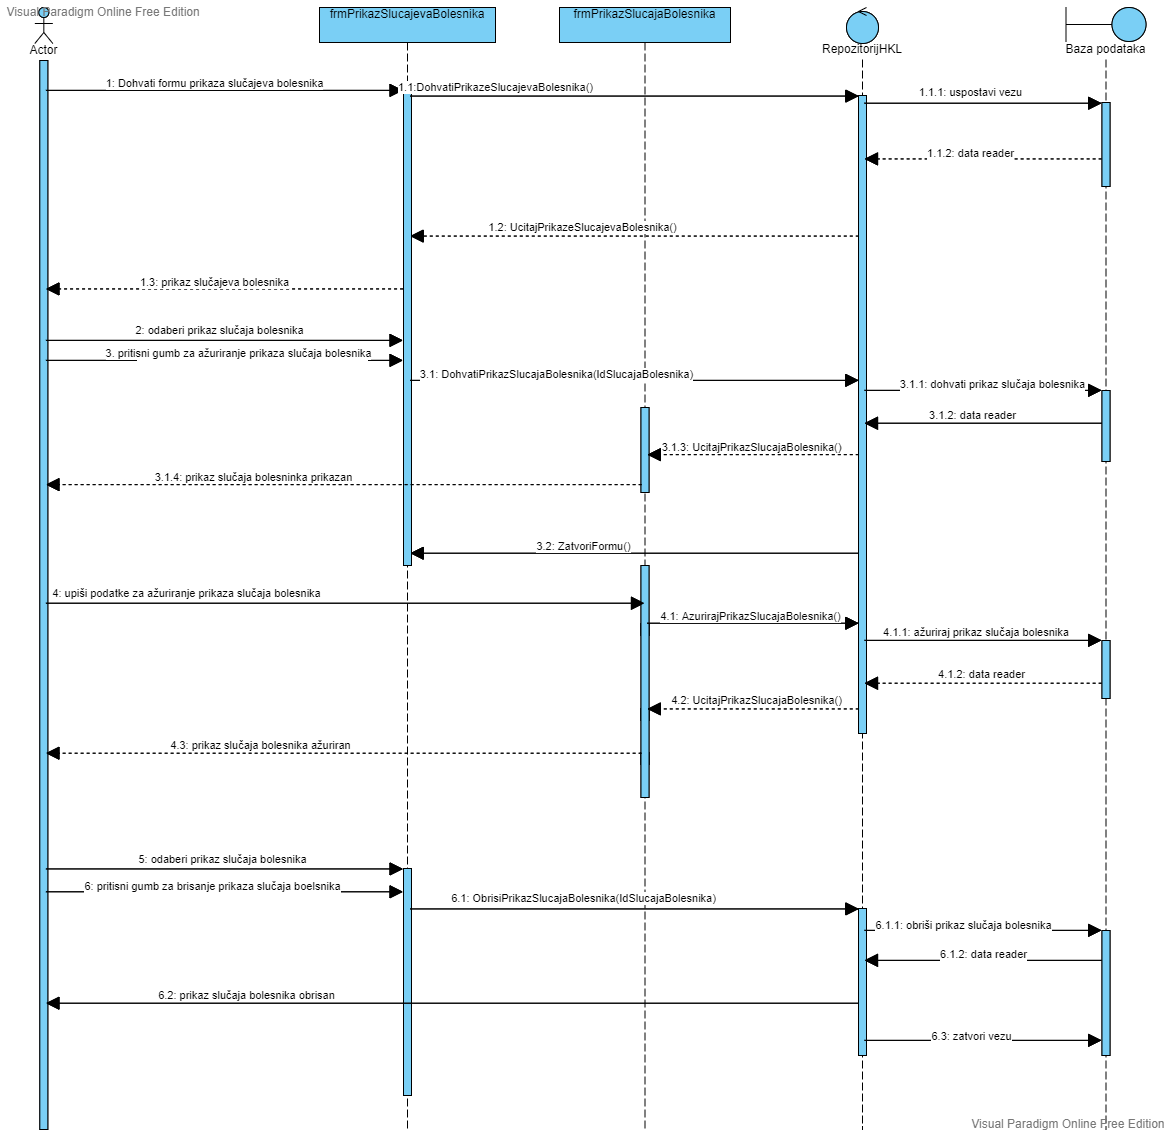 Visual Paradigm Online Free Edition
frmPrikazSlucajevaBolesnika
frmPrikazSlucajaBolesnika
Actor
RepozitorijHKL
Baza podataka
1: Dohvati formu prikaza slučajeva bolesnika
1.1:DohvatiPrikazeSlucajevaBolesnika()
1.1.1: uspostavi vezu
1.1.2: data reader
1.2: UcitajPrikazeSlucajevaBolesnika()
1.3: prikaz slučajeva bolesnika
2: odaberi prikaz slučaja bolesnika
3. pritisni gumb za ažuriranje prikaza slučaja bolesnika
3.1: DohvatiPrikazSlucajaBolesnika(IdSlucajaBolesnika)
3.1.1: dohvati prikaz slučaja bolesnika
3.1.2: data reader
3.1.3: UcitajPrikazSlucajaBolesnika()
3.1.4: prikaz slučaja bolesninka prikazan
3.2: ZatvoriFormu()
4: upiši podatke za ažuriranje prikaza slučaja bolesnika
4.1: AzurirajPrikazSlucajaBolesnika()
4.1.1: ažuriraj prikaz slučaja bolesnika
4.1.2: data reader
4.2: UcitajPrikazSlucajaBolesnika()
4.3: prikaz slučaja bolesnika ažuriran
5: odaberi prikaz slučaja bolesnika
6: pritisni gumb za brisanje prikaza slučaja boelsnika
6.1: ObrisiPrikazSlucajaBolesnika(IdSlucajaBolesnika)
6.1.1: obriši prikaz slučaja bolesnika
6.1.2: data reader
6.2: prikaz slučaja bolesnika obrisan
6.3: zatvori vezu
Visual Paradigm Online Free Edition